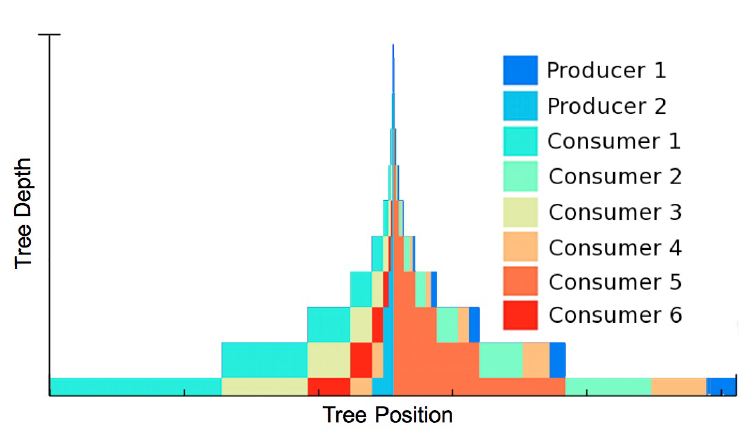 Producer 1
Producer 2
Consumer 1
Consumer 2
Consumer 3
Consumer 4
Consumer 5
Consumer 6
Tree Depth
Tree Position